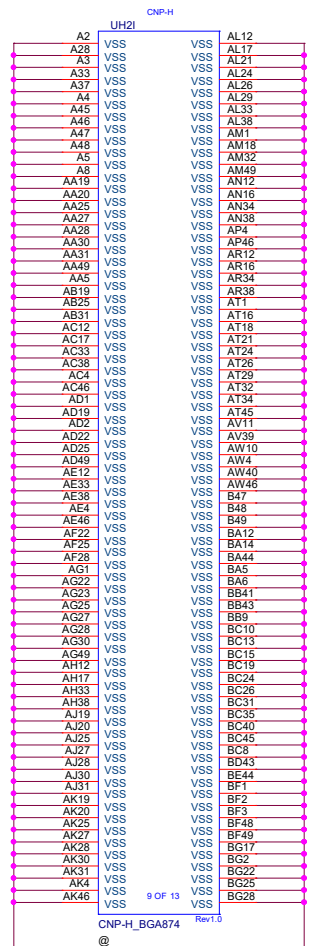 CNP-H
UH2I
A2 VSS VSS AL12
A28 VSS VSS AL17
A3 VSS VSS AL21
A33 VSS VSS AL24
A37 VSS VSS AL26
A4 VSS VSS AL29
A45 VSS VSS AL33
A46 VSS VSS AL38
A47 VSS VSS AM1
A48 VSS VSS AM18
A5 VSS VSS AM32
A8 VSS VSS AM49
AA19 VSS VSS AN12
AA20 VSS VSS AN16
AA25 VSS VSS AN34
AA27 VSS VSS AN38
AA28 VSS VSS AP4
AA30 VSS VSS AP46
AA31 VSS VSS AR12
AA49 VSS VSS AR16
AA5 VSS VSS AR34
AB19 VSS VSS AR38
AB25 VSS VSS AT1
AB31 VSS VSS AT16
AC12 VSS VSS AT18
AC17 VSS VSS AT21
AC33 VSS VSS AT24
AC38 VSS VSS AT26
AC4 VSS VSS AT29
AC46 VSS VSS AT32
AD1 VSS VSS AT34
AD19 VSS VSS AT45
AD2 VSS VSS AV11
AD22 VSS VSS AV39
AD25 VSS VSS AW10
AD49 VSS VSS AW4
AE12 VSS VSS AW40
AE33 VSS VSS AW46
AE38 VSS VSS B47
AE4 VSS VSS B48
AE46 VSS VSS B49
AF22 VSS VSS BA12
AF25 VSS VSS BA14
AF28 VSS VSS BA44
AG1 VSS VSS BA5
AG22 VSS VSS BA6
AG23 VSS VSS BB41
AG25 VSS VSS BB43
AG27 VSS VSS BB9
AG28 VSS VSS BC10
AG30 VSS VSS BC13
AG49 VSS VSS BC15
AH12 VSS VSS BC19
AH17 VSS VSS BC24
AH33 VSS VSS BC26
AH38 VSS VSS BC31
AJ19 VSS VSS BC35
AJ20 VSS VSS BC40
AJ25 VSS VSS BC45
AJ27 VSS VSS BC8
AJ28 VSS VSS BD43
AJ30 VSS VSS BE44
AJ31 VSS VSS BF1
AK19 VSS VSS BF2
AK20 VSS VSS BF3
AK25 VSS VSS BF48
AK27 VSS VSS BF49
AK28 VSS VSS BG17
AK30 VSS VSS BG2
AK31 VSS VSS BG22
AK4 VSS VSS BG25
AK46 VSS 9 OF 13 VSS BG28
CNP-H_BGA874 Rev1.0
@